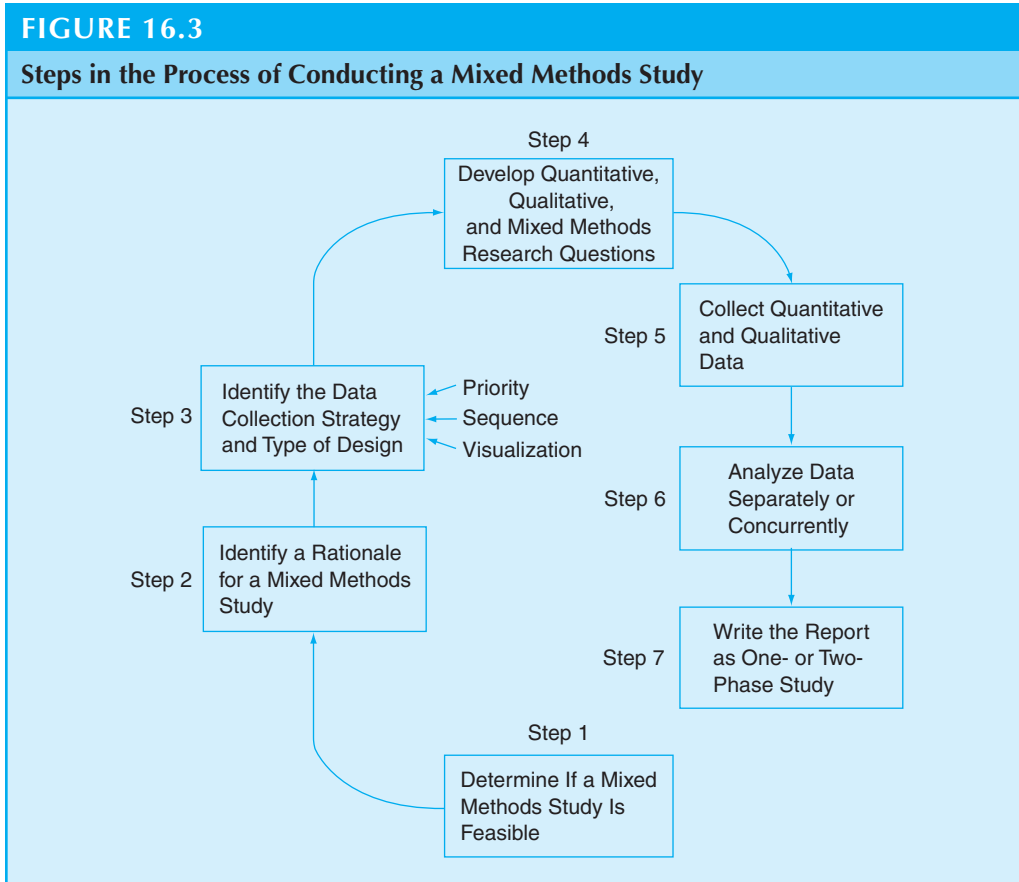 FIGURE 16.3
Steps in the Process of Conducting a Mixed Methods Study
Step 4
Develop Quantitative,
Qualitative,
and Mixed Methods
Research Questions
Step 5
Collect Quantitative
and Qualitative
Data
Step 3
Identify the Data
Collection Strategy
and Type of Design
Priority
Sequence
Visualization
Step 6
Analyze Data
Separately or
Concurrently
Step 2
Identify a Rationale
for a Mixed Methods
Study
Step 7
Write the Report
as One- or Two-
Phase Study
Step 1
Determine If a Mixed
Methods Study Is
Feasible